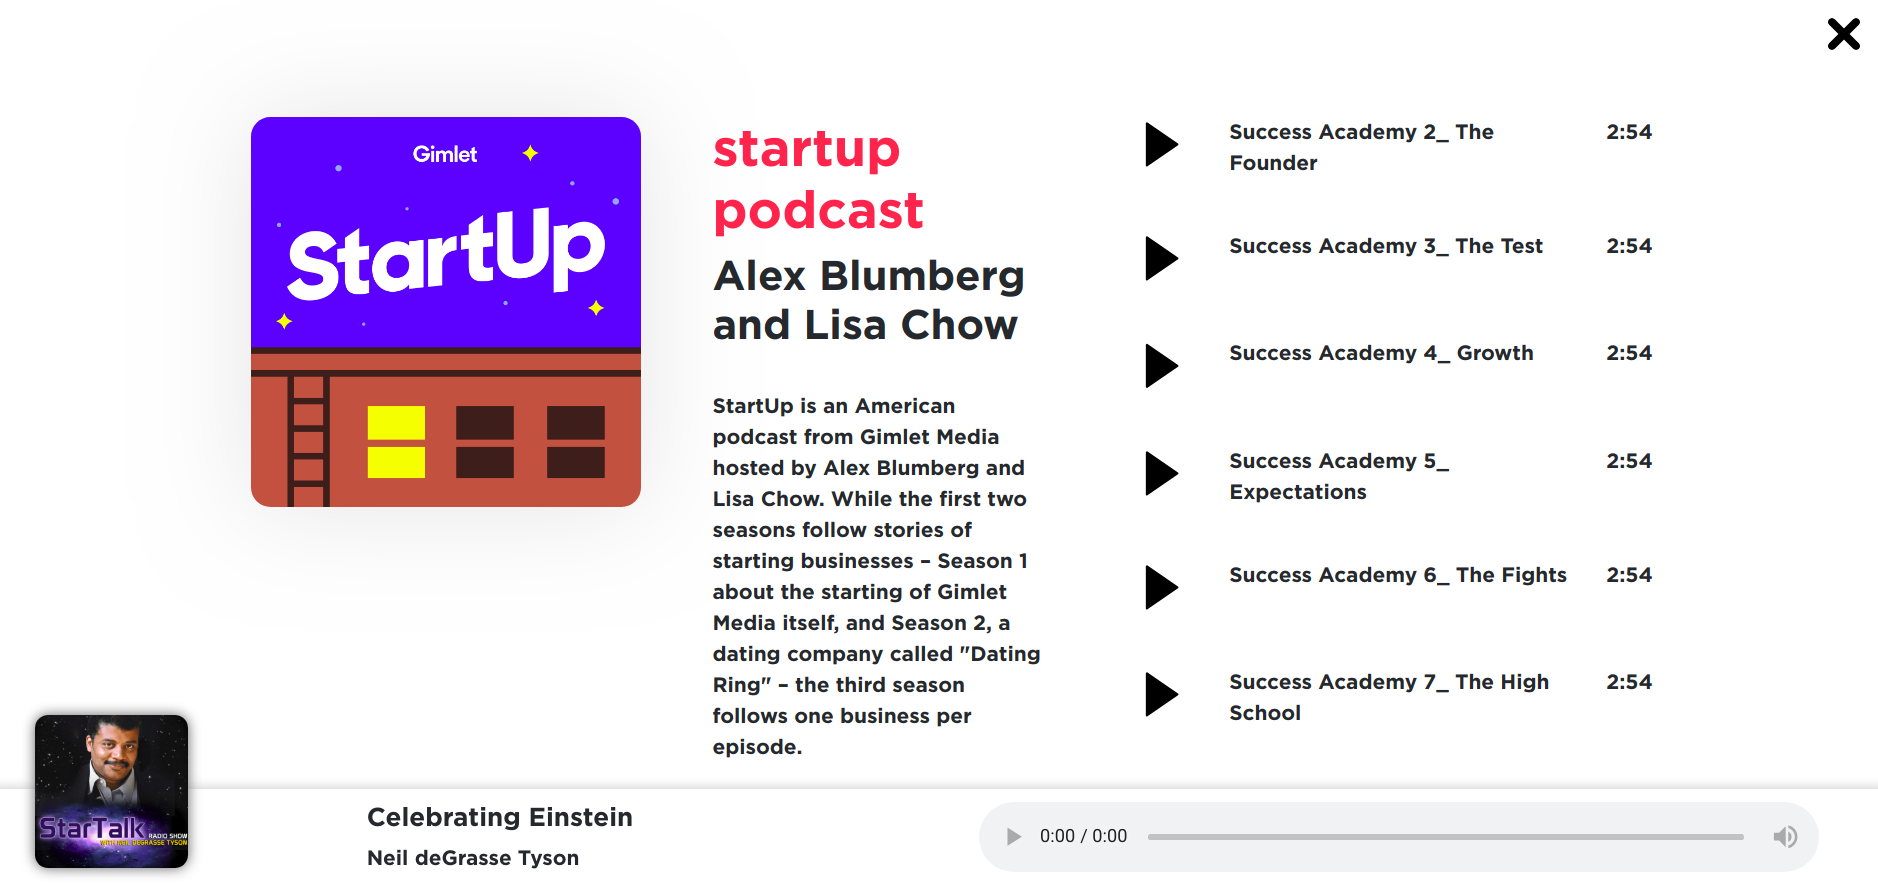 Gimlet
StartUp
startup
podcast
Alex Blumberg
and Lisa Chow
StartUp is an American
podcast from Gimlet Media
hosted by Alex Blumberg and
Lisa Chow. While the first two
seasons follow stories of
starting businesses – Season 1
about the starting of Gimlet
Media itself, and Season 2, a
dating company called "Dating
Ring" – the third season
follows one business per
episode.
Success Academy 2_ The 2:54
Founder
Success Academy 3_ The Test 2:54
Success Academy 4_ Growth 2:54
Success Academy 5_ 2:54
Expectations
Success Academy 6_ The Fights 2:54
Success Academy 7_ The High 2:54
School
StarTalk
RADIO SHOW
WITH NEIL DEGRASSE TYSON
Celebrating Einstein
Neil deGrasse Tyson
0:00 / 0:00